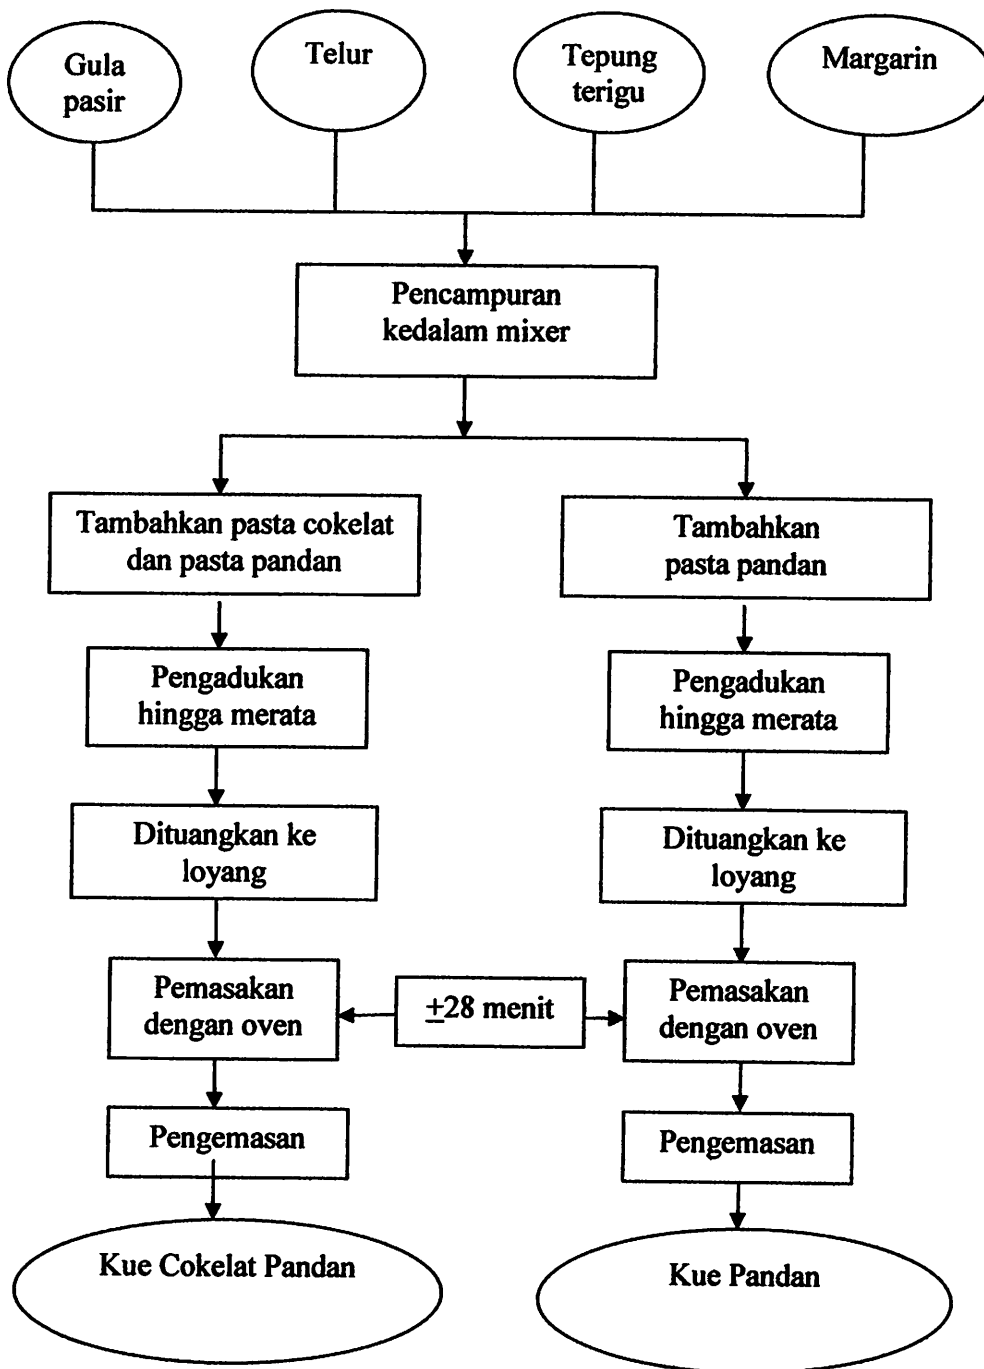 Gula
pasir
Telur
Tepung
terigu
Margarin
Pencampuran
kedalam mixer
Tambahkan pasta cokelat
dan pasta pandan
Tambahkan
pasta pandan
Pengadukan
hingga merata
Pengadukan
hingga merata
Dituangkan ke
loyang
Dituangkan ke
loyang
Pemasakan
dengan oven
±28 menit
Pemasakan
dengan oven
Pengemasan
Pengemasan
Kue Cokelat Pandan
Kue Pandan